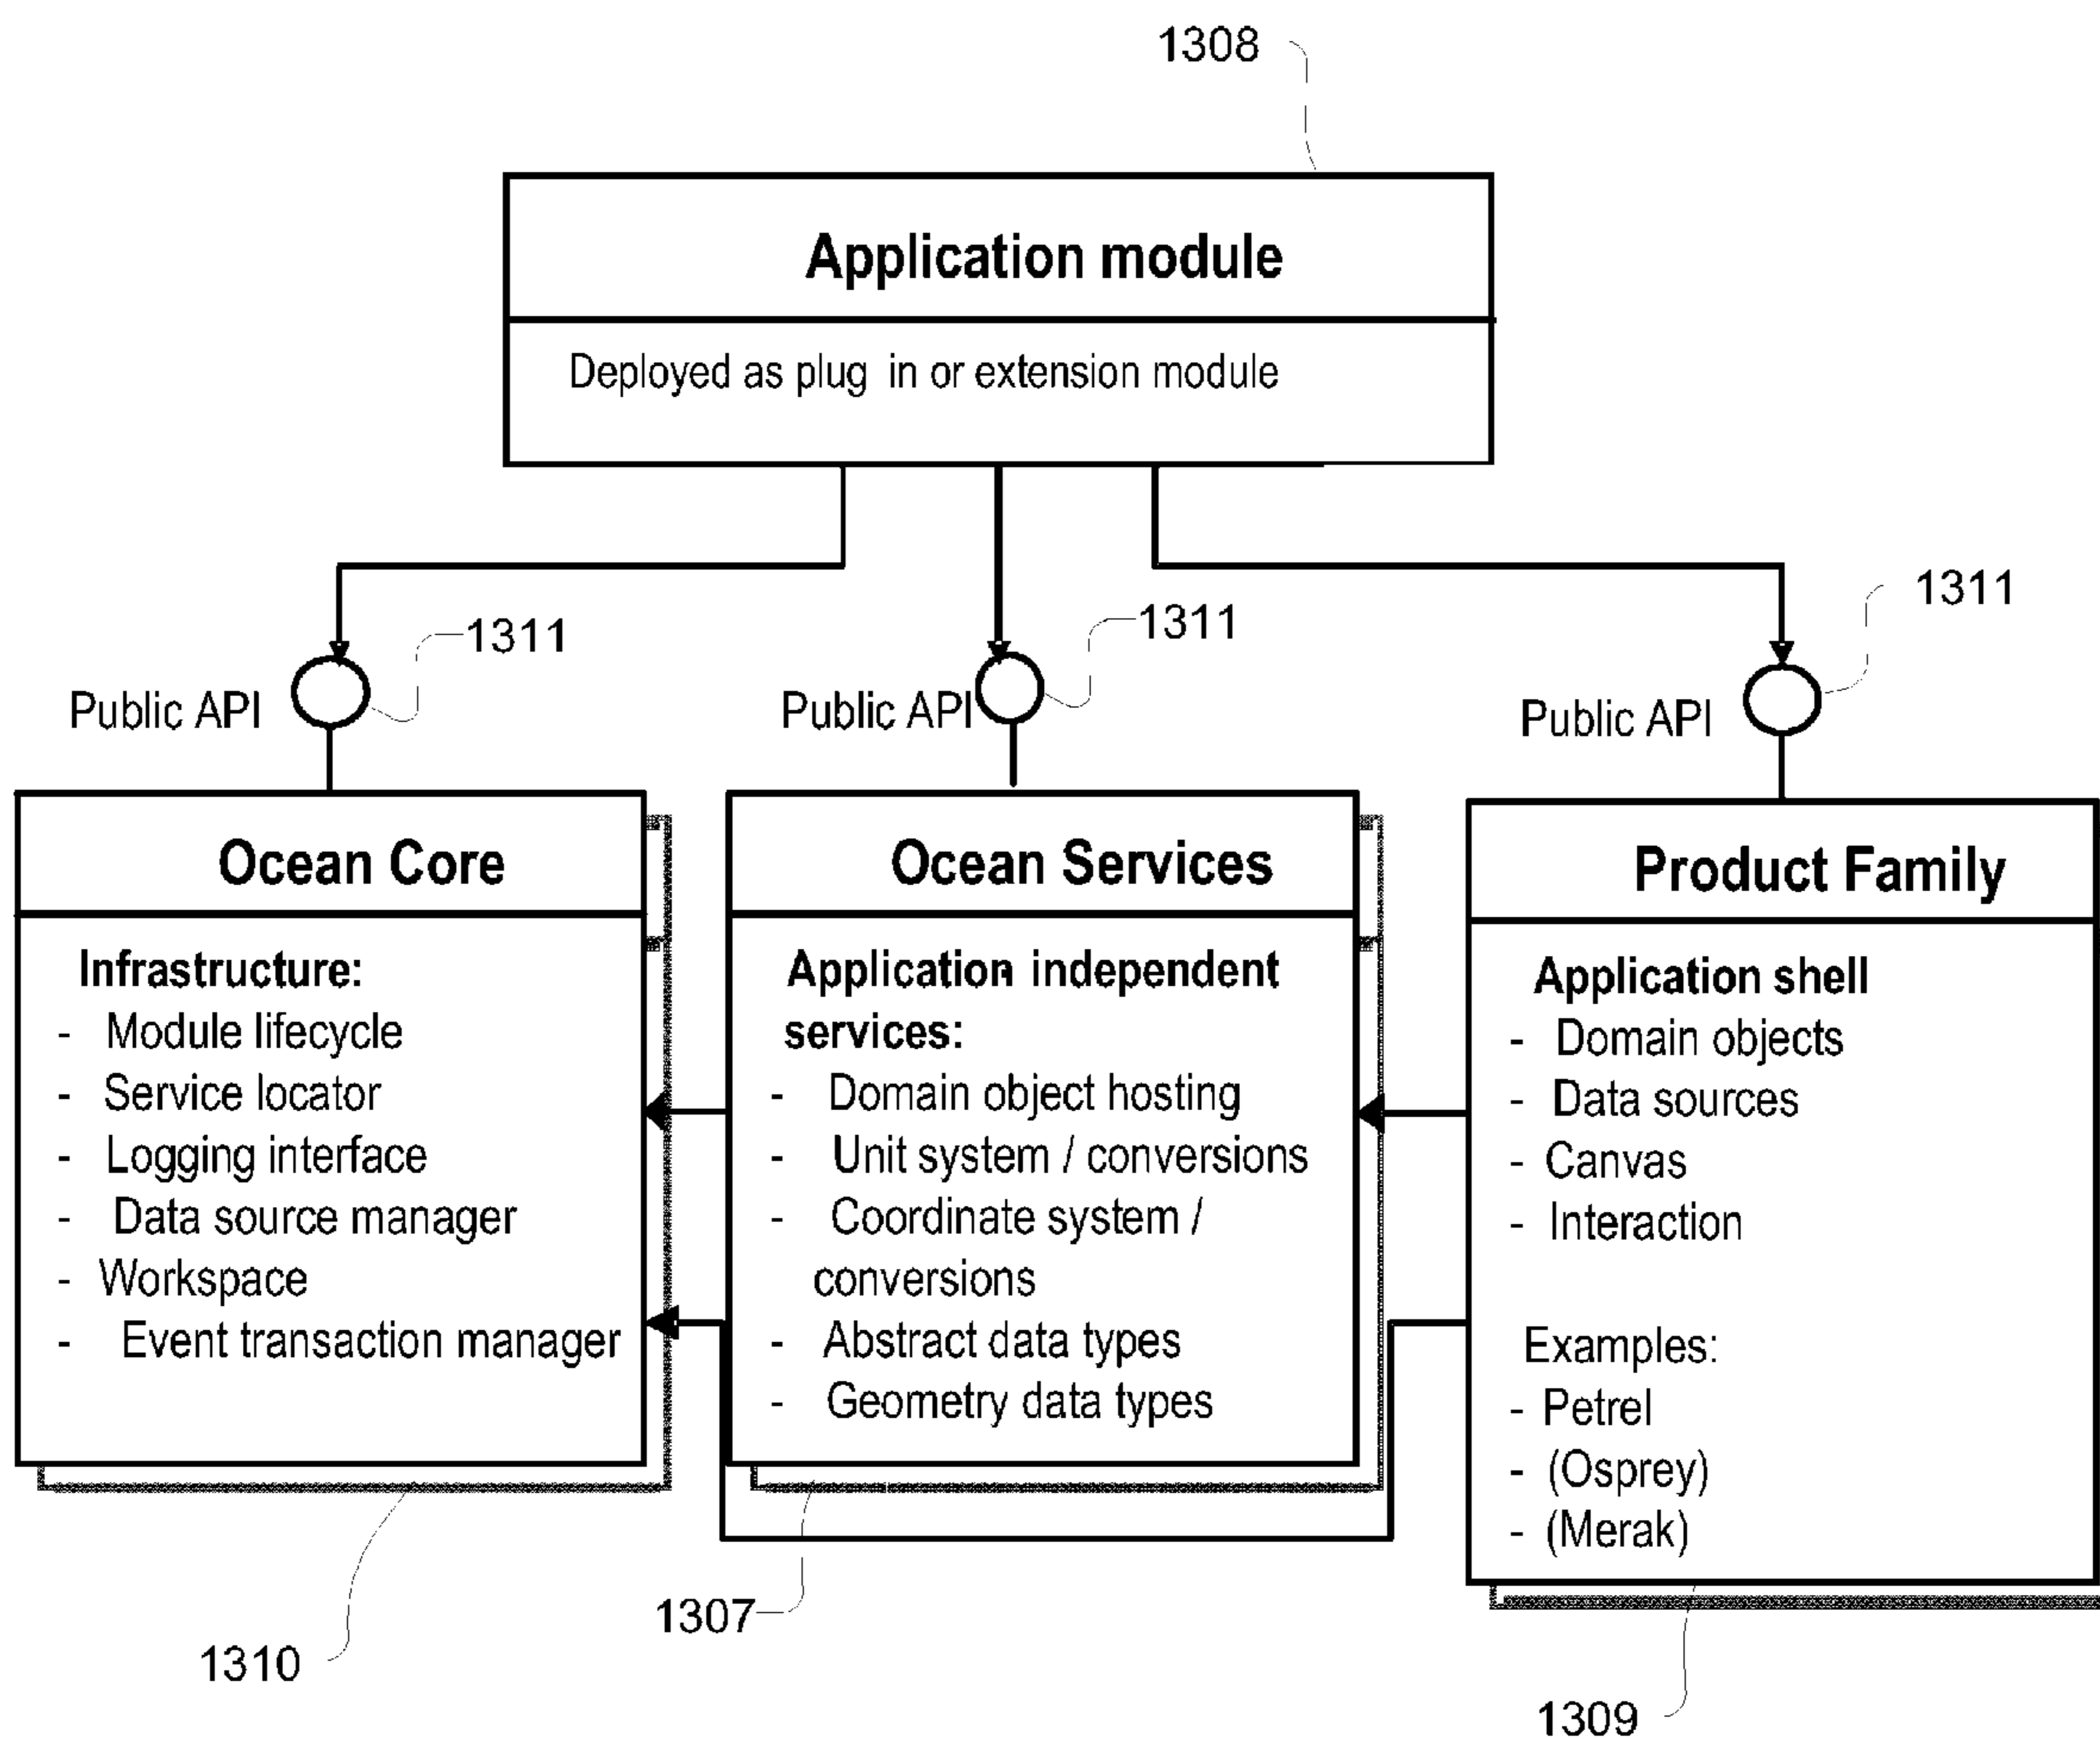 1308
Application module
Deployed as plug in or extension module
1311
1311
1311
Public API
Public API
Public API
Ocean Core
Infrastructure:
- Module lifecycle
- Service locator
- Logging interface
- Data source manager
- Workspace
- Event transaction manager
Ocean Services
Application independent
services:
- Domain object hosting
- Unit system / conversions
- Coordinate system /
conversions
- Abstract data types
- Geometry data types
Product Family
Application shell
- Domain objects
- Data sources
- Canvas
- Interaction
Examples:
- Petrel
- (Osprey)
- (Merak)
1307
1310
1309